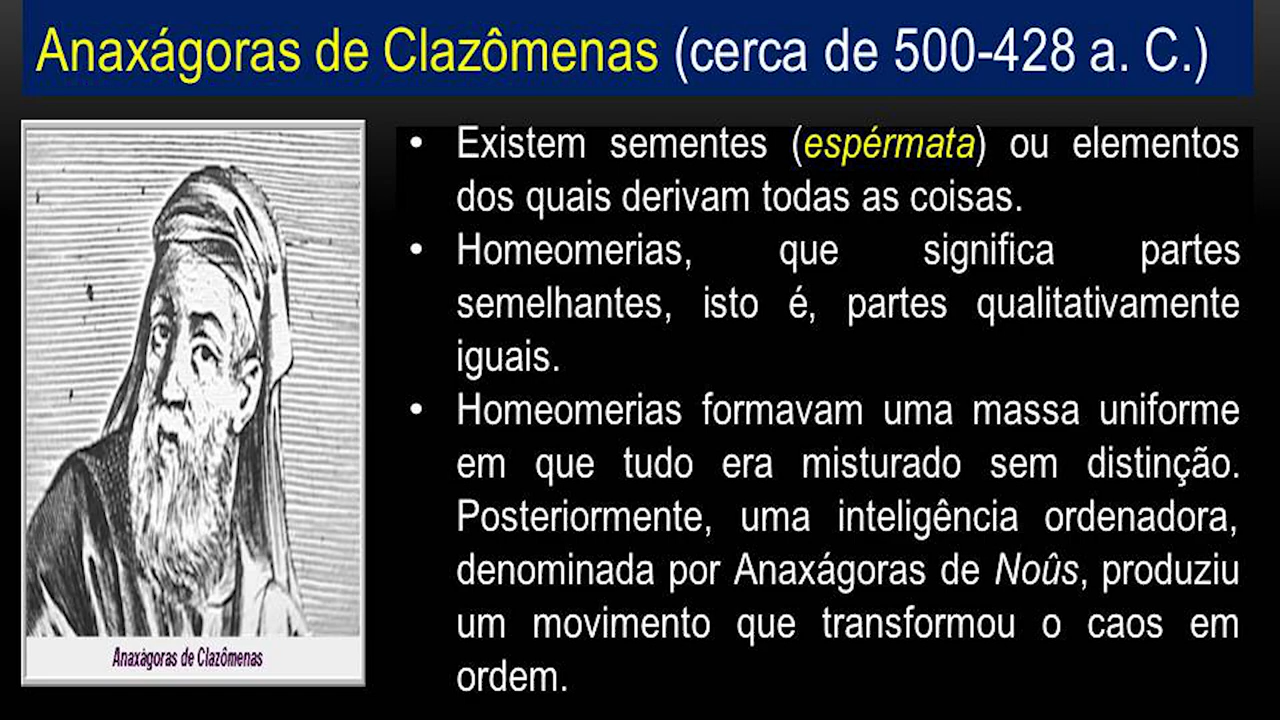 Anaxágoras de Clazômenas (cerca de 500-428 a. C.)
• Existem sementes (espérmata) ou elementos
dos quais derivam todas as coisas.
• Homeomerias, que significa partes
semelhantes, isto é, partes qualitativamente
iguais.
• Homeomerias formavam uma massa uniforme
em que tudo era misturado sem distinção.
Posteriormente, uma inteligência ordenadora,
denominada por Anaxágoras de Noûs, produziu
um movimento que transformou o caos em
ordem.
Anaxágoras de Clazômenas